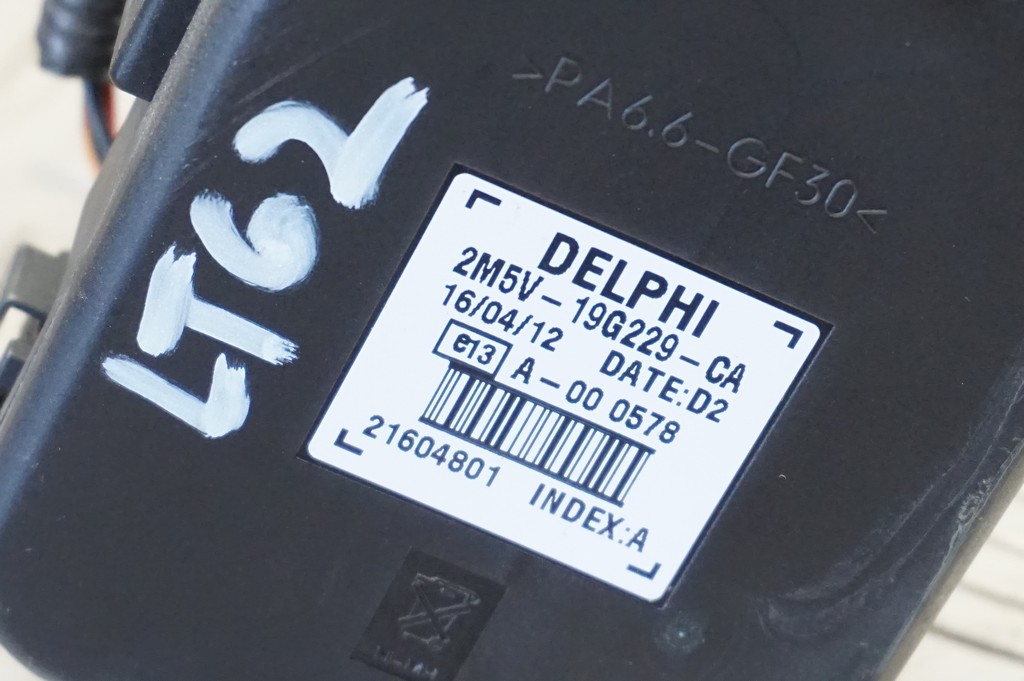 >PA6.6-GF30<
LT62
DELPHI
2M5V-19G229-CA
16/04/12 DATE:D2
e13 A-00 0578
21604801 INDEX:A